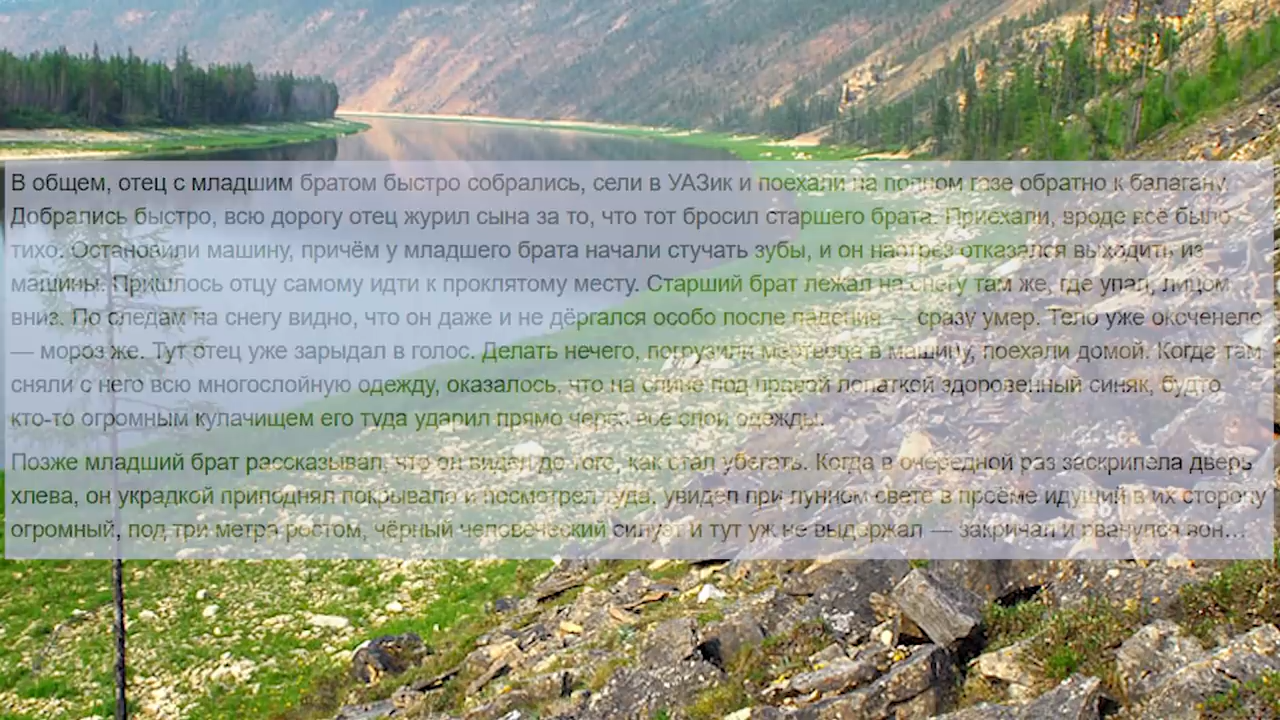 В общем, отец с младшим братом быстро собрались, сели в УАЗик и поехали на полном газе обратно к балагану.
Добрались быстро, всю дорогу отец журил сына за то, что тот бросил старшего брата. Приехали, вроде всё было
тихо. Остановили машину, причём у младшего брата начали стучать зубы, и он наотрез отказался выходить из
машины. Пришлось отцу самому идти к проклятому месту. Старший брат лежал на снегу там же, где упал, лицом
вниз. По следам на снегу видно, что он даже и не дёргался особо после падения — сразу умер. Тело уже окоченело
— мороз же. Тут отец уже зарыдал в голос. Делать нечего, погрузили мертвеца в машину, поехали домой. Когда там
сняли с него всю многослойную одежду, оказалось, что на спине под правой лопаткой здоровенный синяк, будто
кто-то огромным кулачищем его туда ударил прямо через все слои одежды.
Позже младший брат рассказывал, что он видел до того, как стал убегать. Когда в очередной раз заскрипела дверь
хлева, он украдкой приподнял покрывало и посмотрел туда, увидел при лунном свете в проёме идущий в их сторону
огромный, под три метра ростом, чёрный человеческий силуэт и тут уж не выдержал — закричал и рванулся вон...